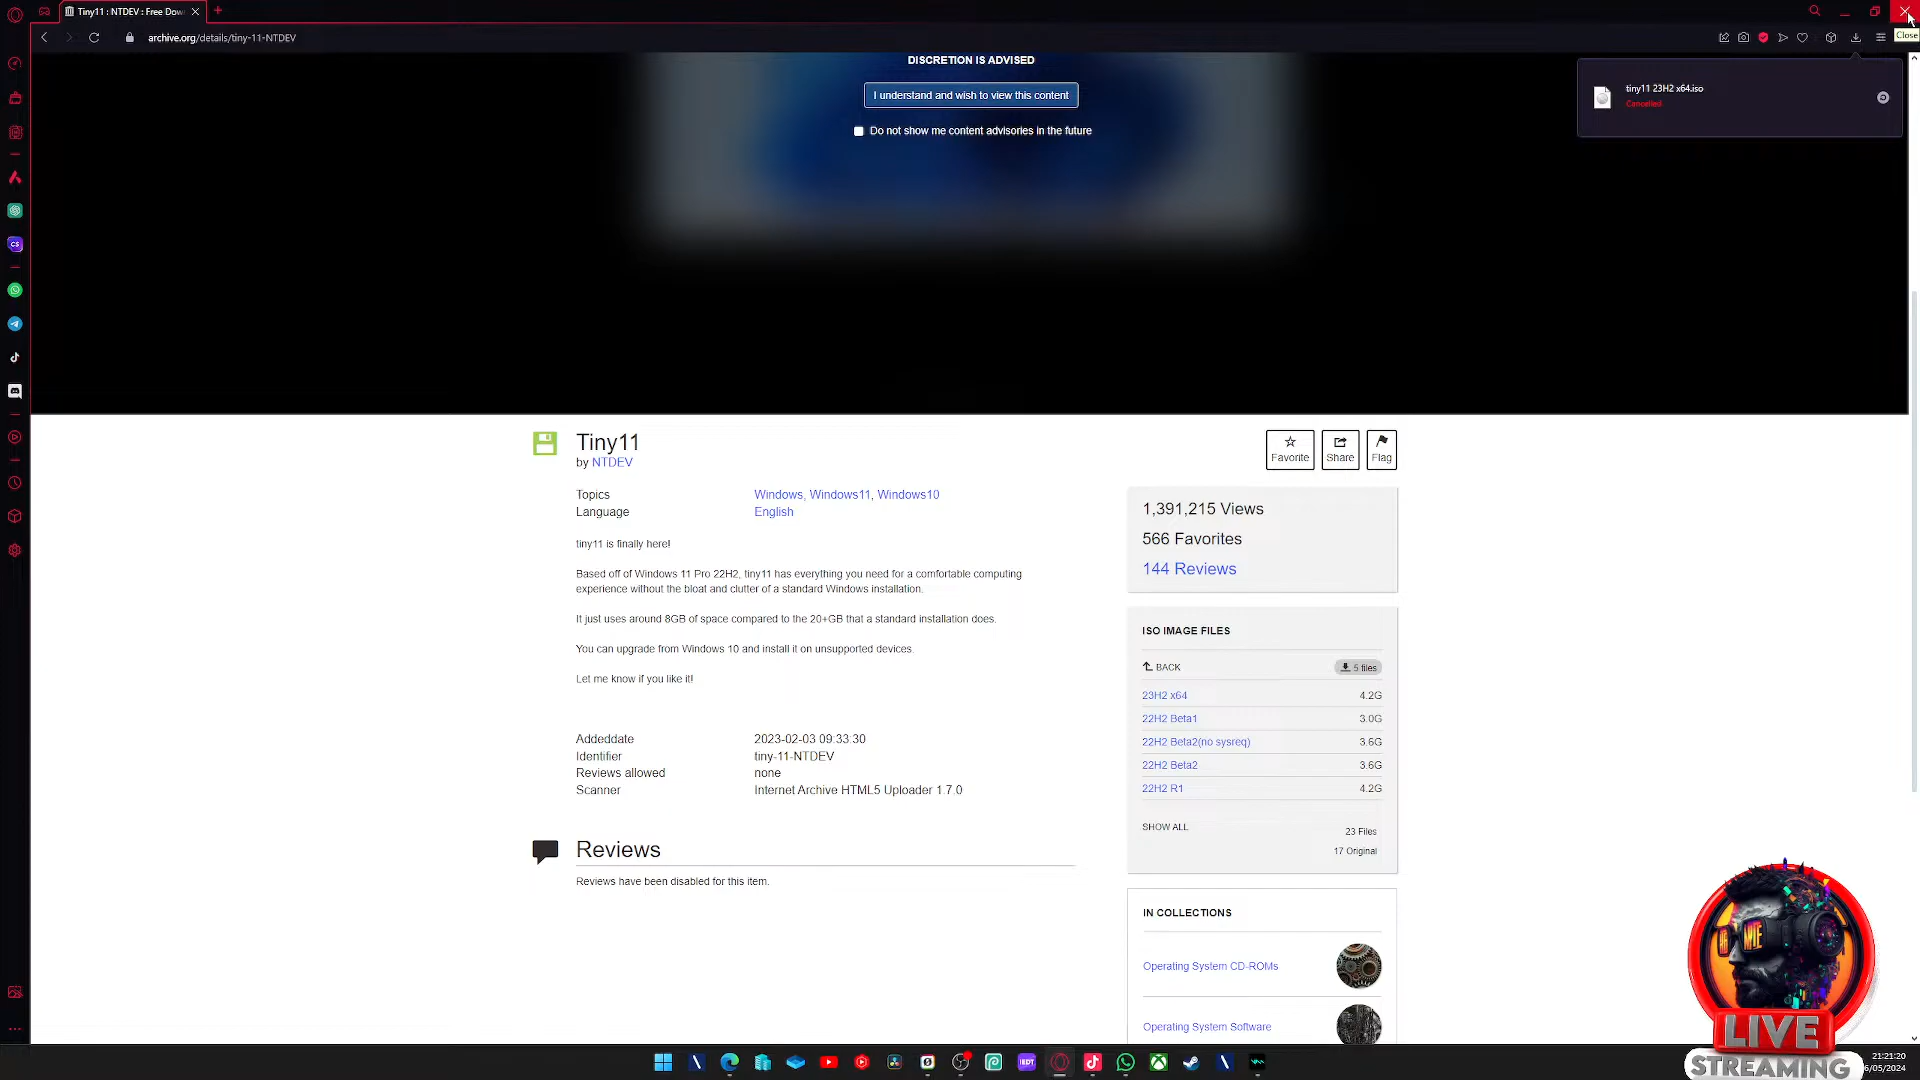 Tiny11 : NTDEV : Free Dow
archive.org/details/tiny-11-NTDEV
Close
DISCRETION IS ADVISED
I understand and wish to view this content
Do not show me content advisories in the future
tiny11 23H2 x64.iso
Cancelled
Tiny11
by NTDEV
Favorite
Share
Flag
Topics Windows, Windows11, Windows10
Language English
tiny11 is finally here!
Based off of Windows 11 Pro 22H2, tiny11 has everything you need for a comfortable computing
experience without the bloat and clutter of a standard Windows installation.
It just uses around 8GB of space compared to the 20+GB that a standard installation does.
You can upgrade from Windows 10 and install it on unsupported devices.
Let me know if you like it!
Addeddate 2023-02-03 09:33:30
Identifier tiny-11-NTDEV
Reviews allowed none
Scanner Internet Archive HTML5 Uploader 1.7.0
Reviews
Reviews have been disabled for this item.
1,391,215 Views
566 Favorites
144 Reviews
ISO IMAGE FILES
BACK 5 files
23H2 x64 4.2G
22H2 Beta1 3.0G
22H2 Beta2(no sysreq) 3.6G
22H2 Beta2 3.6G
22H2 R1 4.2G
SHOW ALL 23 Files
17 Original
IN COLLECTIONS
Operating System CD-ROMs
Operating System Software
LIVE
STREAMING
21:21:20
6/05/2024